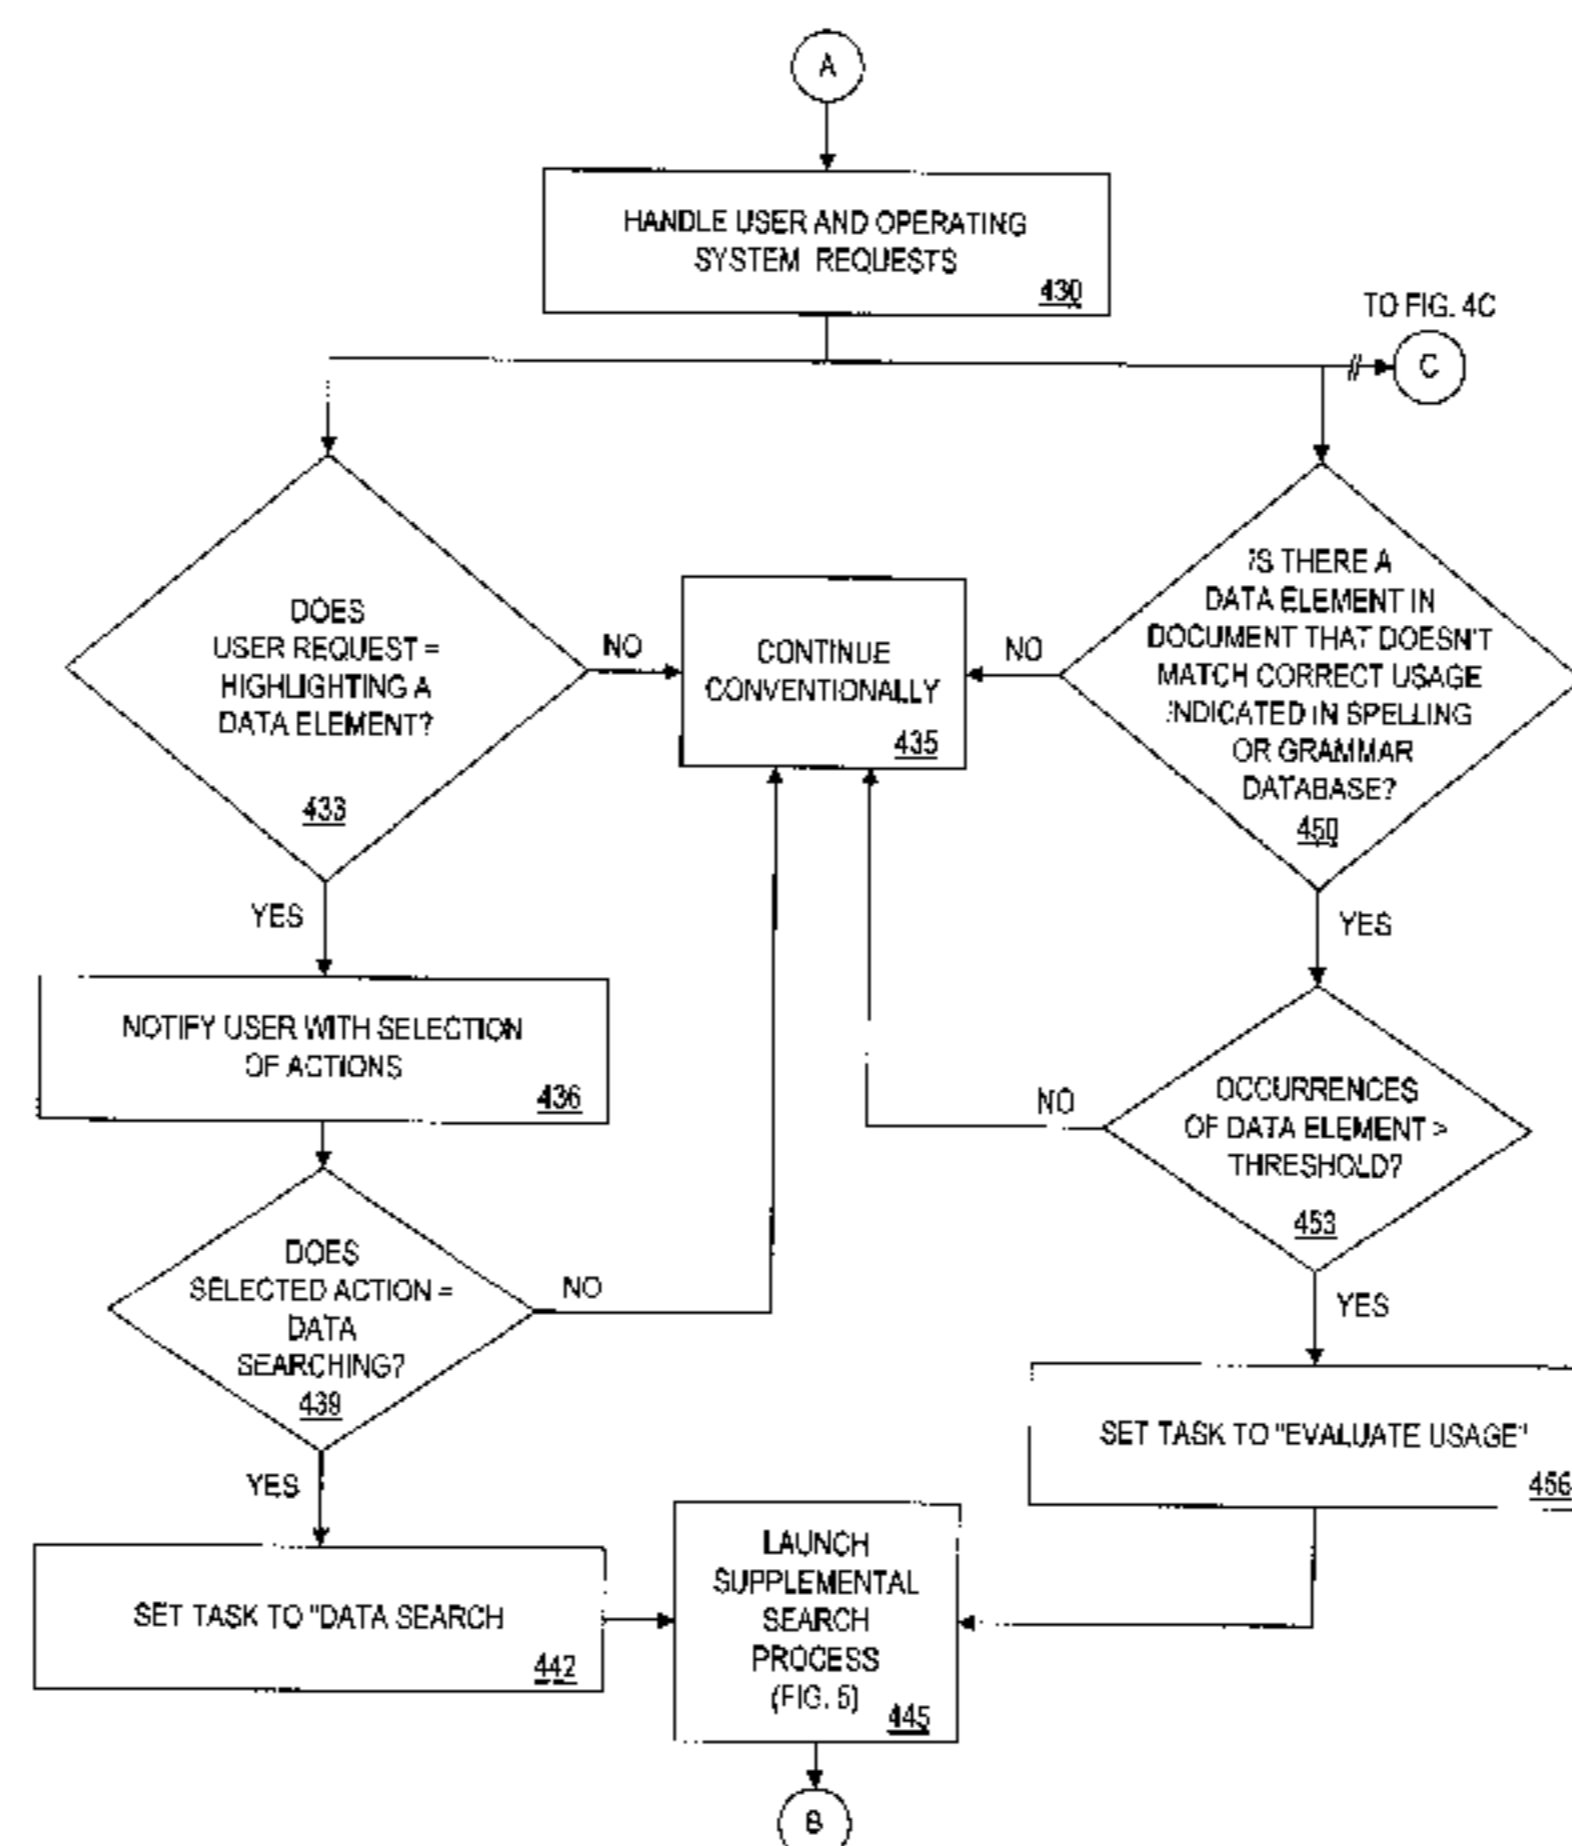 A
HANDLE USER AND OPERATING
SYSTEM REQUESTS
430
TO FIG. 4C
C
DOES
USER REQUEST =
HIGHLIGHTING A
DATA ELEMENT?
433
NO
CONTINUE
CONVENTIONALLY
435
NO
IS THERE A
DATA ELEMENT IN
DOCUMENT THAT DOESN'T
MATCH CORRECT USAGE
INDICATED IN SPELLING
OR GRAMMAR
DATABASE?
450
YES
YES
NOTIFY USER WITH SELECTION
OF ACTIONS
436
NO
OCCURRENCES
OF DATA ELEMENT >
THRESHOLD?
453
DOES
SELECTED ACTION =
DATA
SEARCHING?
439
NO
YES
YES
SET TASK TO "EVALUATE USAGE"
456
SET TASK TO "DATA SEARCH
442
LAUNCH
SUPPLEMENTAL
SEARCH
PROCESS
(FIG. 5)
445
B